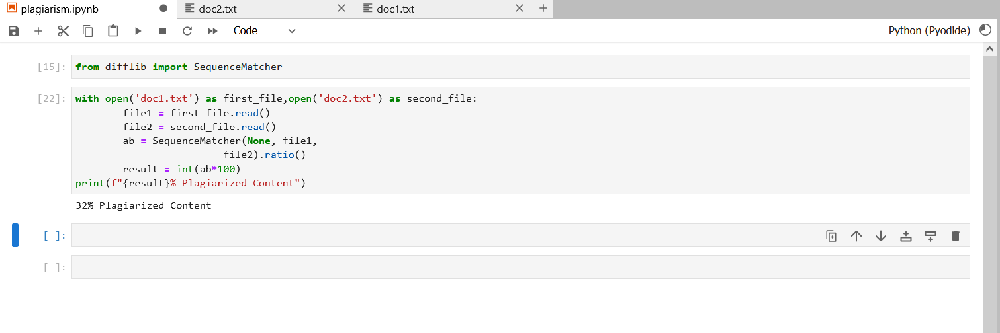 plagiarism.ipynb
doc2.txt
doc1.txt
Code
Python (Pyodide)
[15]: from difflib import SequenceMatcher
[22]: with open('doc1.txt') as first_file,open('doc2.txt') as second_file:
        file1 = first_file.read()
        file2 = second_file.read()
        ab = SequenceMatcher(None, file1,
                         file2).ratio()
        result = int(ab*100)
print(f"{result}% Plagiarized Content")
32% Plagiarized Content
[ ]:
[ ]: